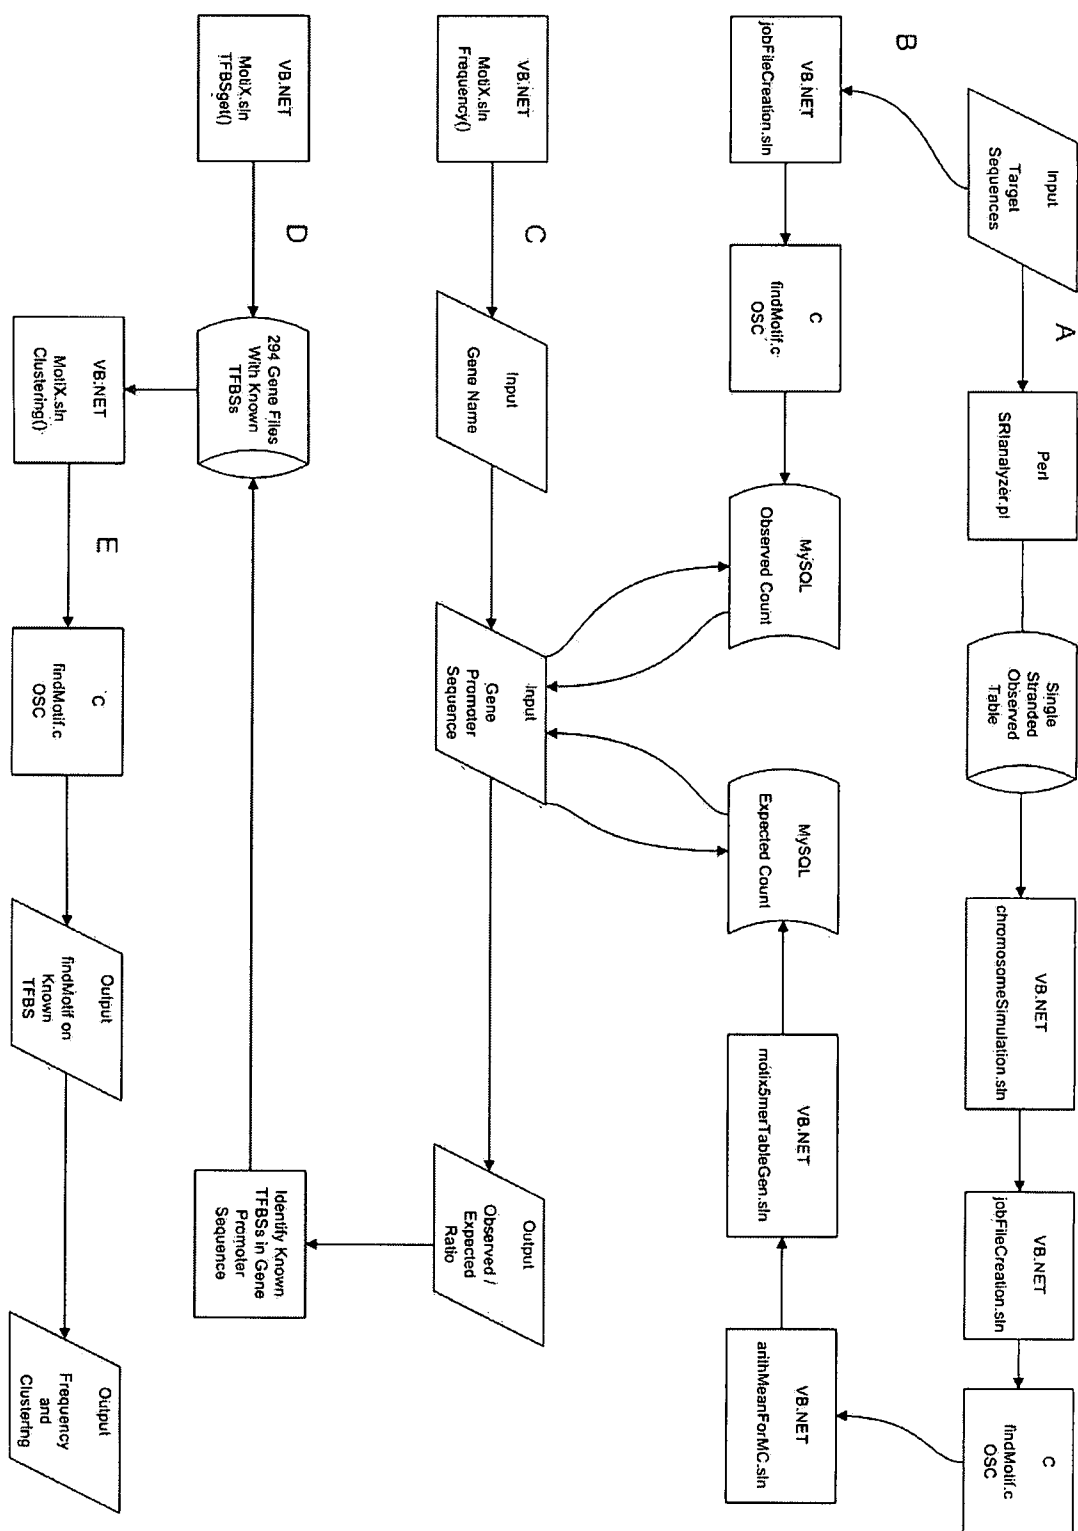 A
Input
Target
Sequences
Perl
SRIanalyzer.pl
Single
Stranded
Observed
Table
VB.NET
chromosomeSimulation.sln
VB.NET
jobFileCreation.sln
C
findMotif.c
OSC
B
VB.NET
jobFileCreation.sln
C
findMotif.c
OSC
MySQL
Observed Count
MySQL
Expected Count
VB.NET
motix5merTableGen.sln
VB.NET
arithMeanForMC.sln
C
VB.NET
MotiX.sln
Frequency()
Input
Gene Name
Input
Gene
Promoter
Sequence
Output
Observed /
Expected
Ratio
D
VB.NET
MotiX.sln
TFBSget()
294 Gene Files
With Known
TFBSs
Identify Known
TFBSs in Gene
Promoter
Sequence
E
VB.NET
MotiX.sln
Clustering()
C
findMotif.c
OSC
Output
findMotif on
Known
TFBS
Output
Frequency
and
Clustering